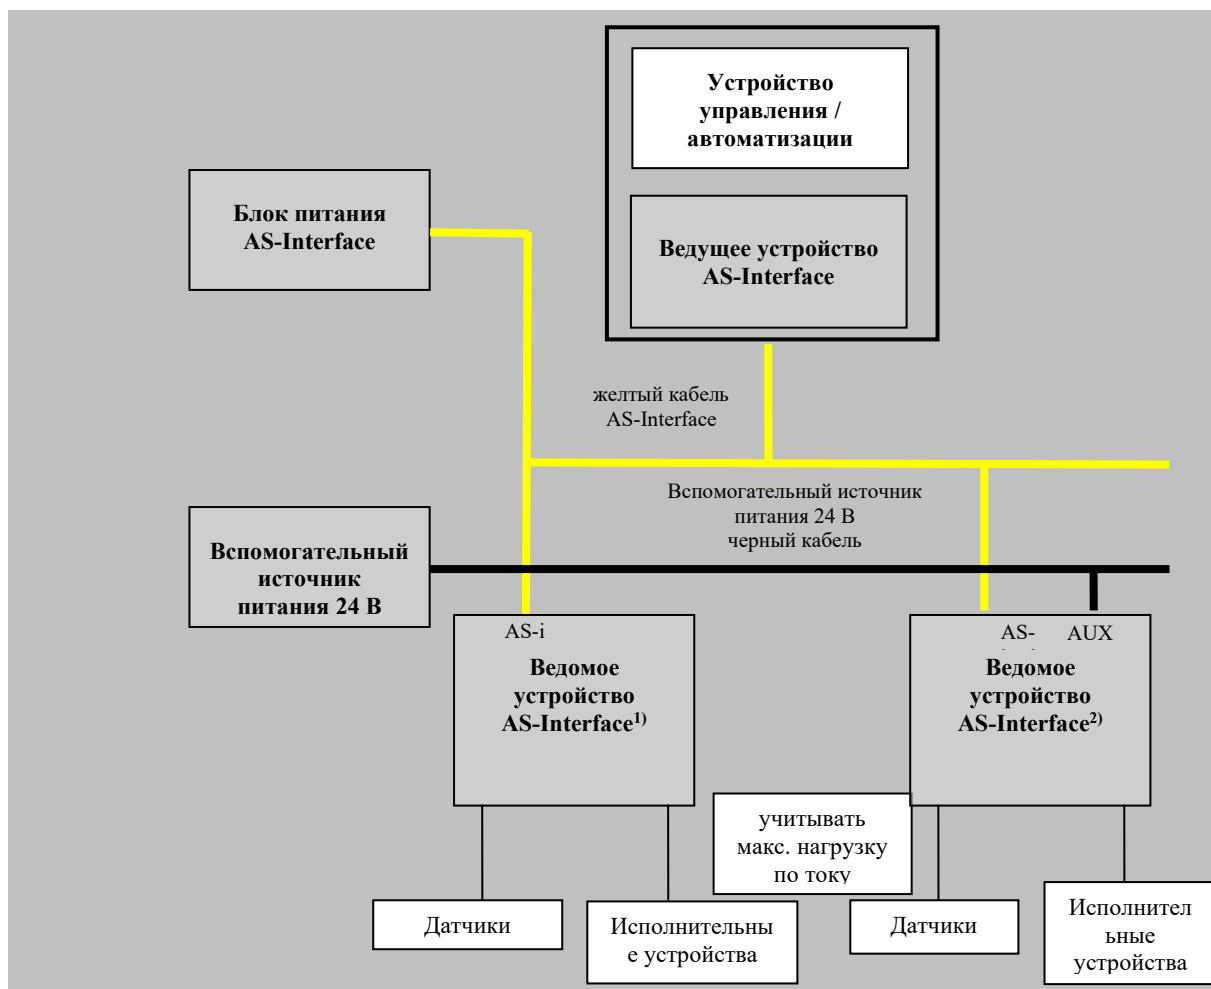 Устройство
управления /
автоматизации
Блок питания
AS-Interface
Ведущее устройство
AS-Interface
желтый кабель
AS-Interface
Вспомогательный источник
питания 24 В
черный кабель
Вспомогательный
источник
питания 24 В
AS-i
Ведомое
устройство
AS-Interface1)
AS-
AUX
Ведомое
устройство
AS-Interface2)
учитывать
макс. нагрузку
по току
Датчики
Исполнительны
е устройства
Датчики
Исполнител
ьные
устройства